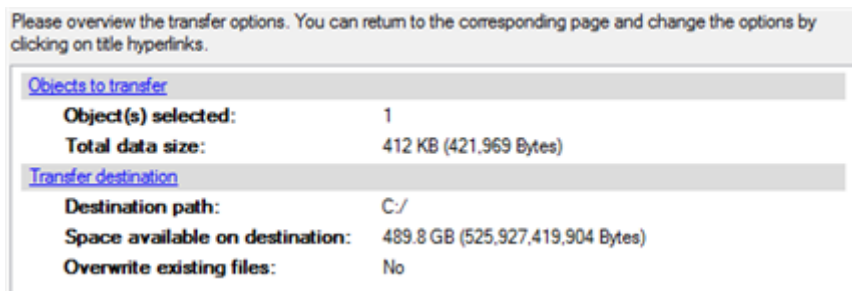 Please overview the transfer options. You can return to the corresponding page and change the options by
clicking on title hyperlinks.
Objects to transfer
Object(s) selected: 1
Total data size: 412 KB (421,969 Bytes)
Transfer destination
Destination path: C:/
Space available on destination: 489.8 GB (525,927,419,904 Bytes)
Overwrite existing files: No